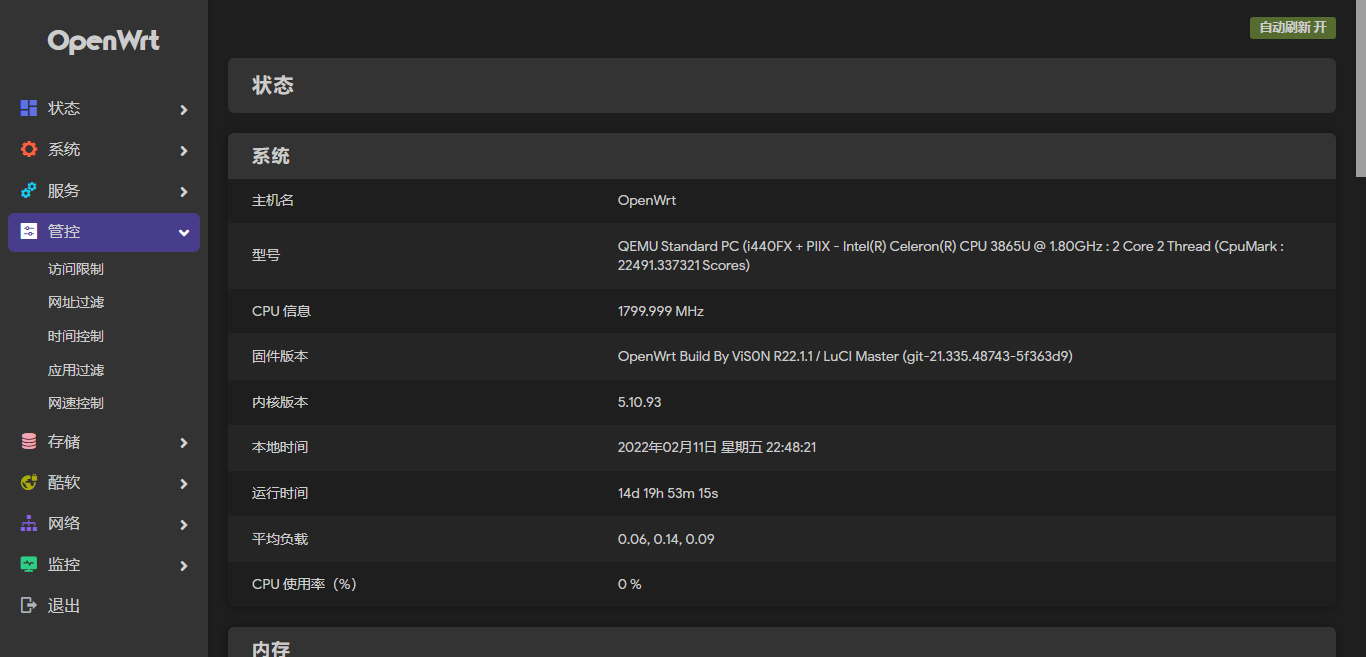 OpenWrt
状态
系统
服务
管控
访问限制
网址过滤
时间控制
应用过滤
网速控制
存储
酷软
网络
监控
退出
自动刷新 开
状态
系统
主机名 OpenWrt
型号 QEMU Standard PC (i440FX + PIIX - Intel(R) Celeron(R) CPU 3865U @ 1.80GHz : 2 Core 2 Thread (CpuMark :
22491.337321 Scores)
CPU 信息 1799.999 MHz
固件版本 OpenWrt Build By ViS0N R22.1.1 / LuCI Master (git-21.335.48743-5f363d9)
内核版本 5.10.93
本地时间 2022年02月11日 星期五 22:48:21
运行时间 14d 19h 53m 15s
平均负载 0.06, 0.14, 0.09
CPU 使用率（%） 0 %
内存